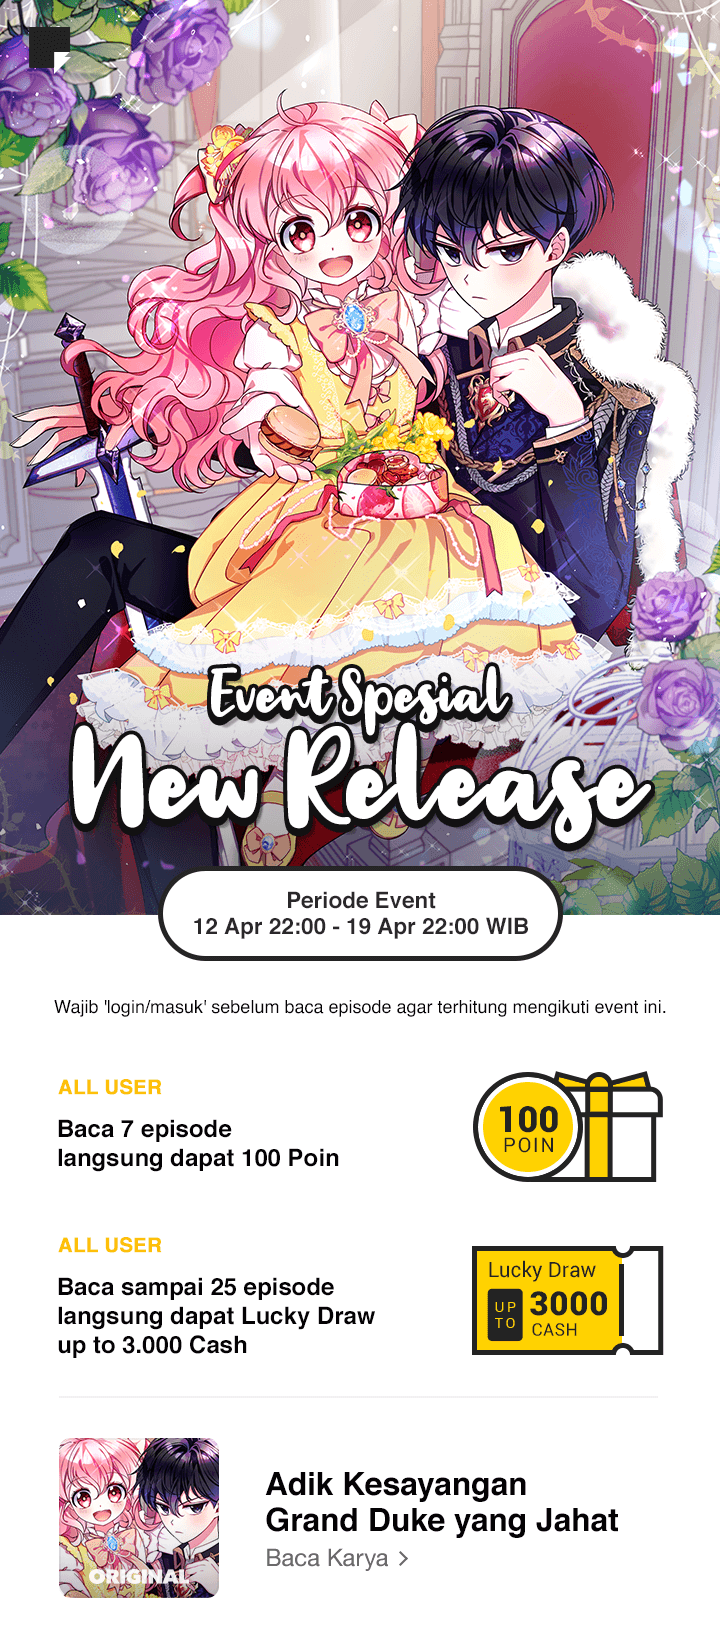 Event Spesial
New Release
Periode Event
12 Apr 22:00 - 19 Apr 22:00 WIB
Wajib 'login/masuk' sebelum baca episode agar terhitung mengikuti event ini.
ALL USER
Baca 7 episode
langsung dapat 100 Poin
100
POIN
ALL USER
Baca sampai 25 episode
langsung dapat Lucky Draw
up to 3.000 Cash
Lucky Draw
UP TO 3000
CASH
ORIGINAL
Adik Kesayangan
Grand Duke yang Jahat
Baca Karya >